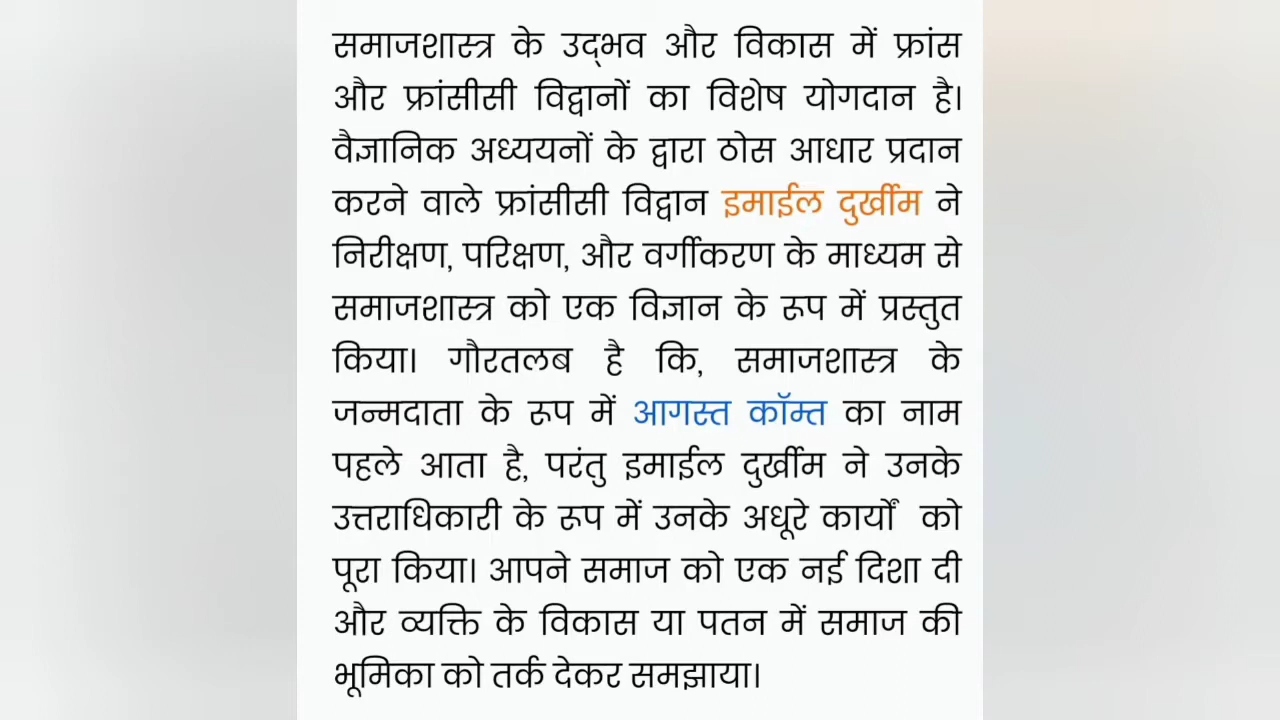 समाजशास्त्र के उद्भव और विकास में फ्रांस
और फ्रांसीसी विद्वानों का विशेष योगदान है।
वैज्ञानिक अध्ययनों के द्वारा ठोस आधार प्रदान
करने वाले फ्रांसीसी विद्वान इमाईल दुर्खीम ने
निरीक्षण, परिक्षण, और वर्गीकरण के माध्यम से
समाजशास्त्र को एक विज्ञान के रूप में प्रस्तुत
किया। गौरतलब है कि, समाजशास्त्र के
जन्मदाता के रूप में आगस्त कॉम्त का नाम
पहले आता है, परंतु इमाईल दुर्खीम ने उनके
उत्तराधिकारी के रूप में उनके अधूरे कार्यों को
पूरा किया। आपने समाज को एक नई दिशा दी
और व्यक्ति के विकास या पतन में समाज की
भूमिका को तर्क देकर समझाया।